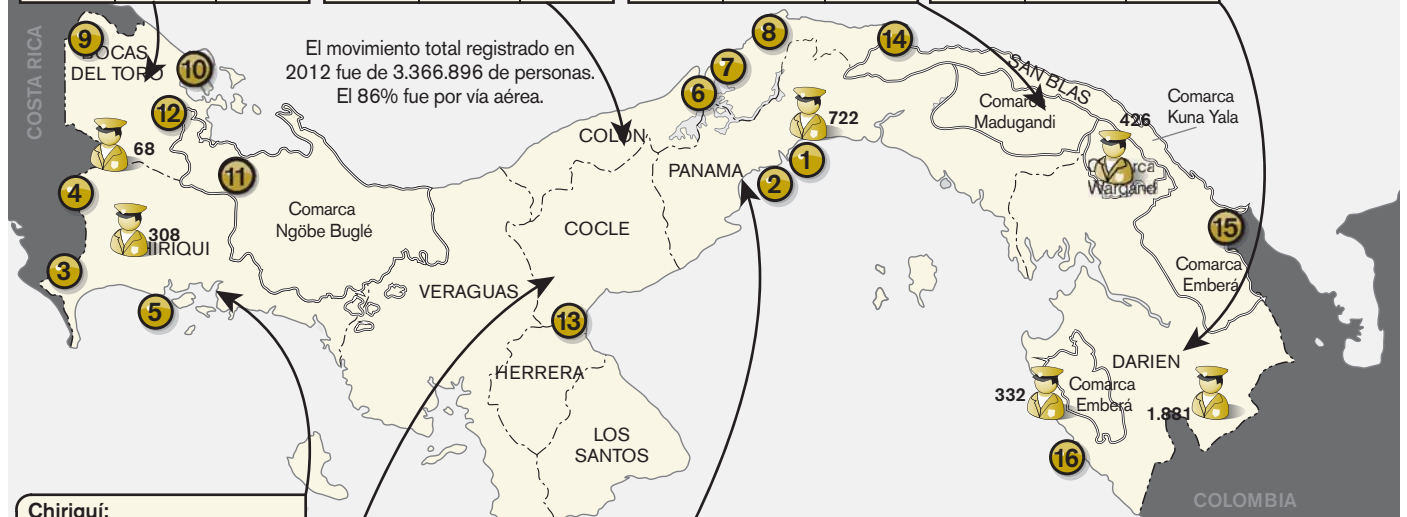 COSTA RICA
9
BOCAS
DEL TORO
10
El movimiento total registrado en
2012 fue de 3.366.896 de personas.
El 86% fue por vía aérea.
8
7
6
14
SAN BLAS
Comarca
Madugandi
426
Comarca
Kuna Yala
12
68
722
COLON
11
1
2
PANAMA
4
Comarca
Ngöbe Buglé
Comarca
Wargandi
308
CHIRIQUI
COCLE
15
3
Comarca
Emberá
5
VERAGUAS
13
HERRERA
DARIEN
332
Comarca
Emberá
1.881
LOS
SANTOS
16
COLOMBIA
Chiriquí: